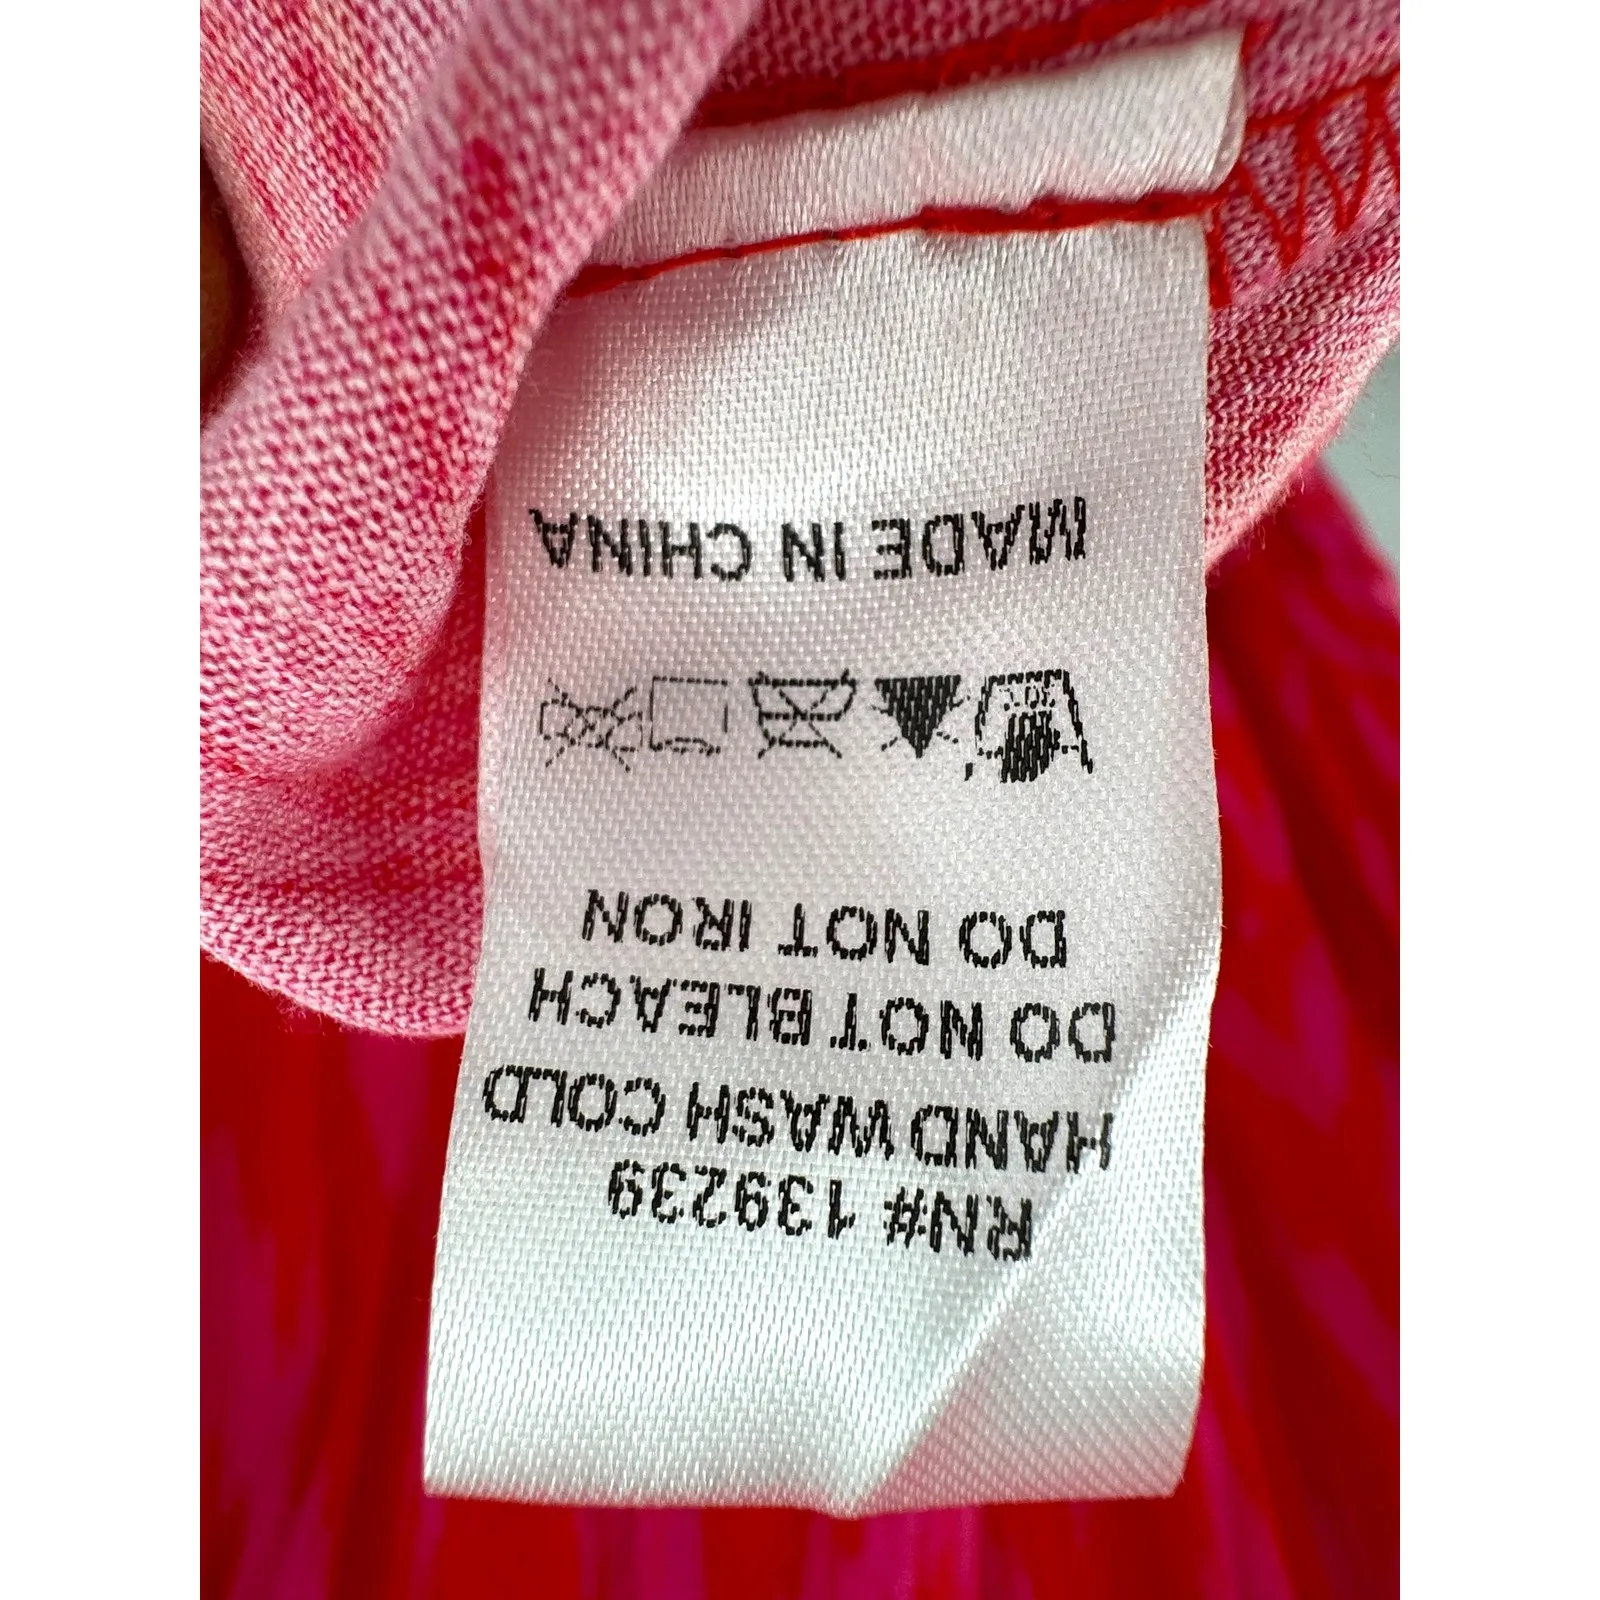 RN# 139239
HAND WASH COLD
DO NOT BLEACH
DO NOT IRON
MADE IN CHINA